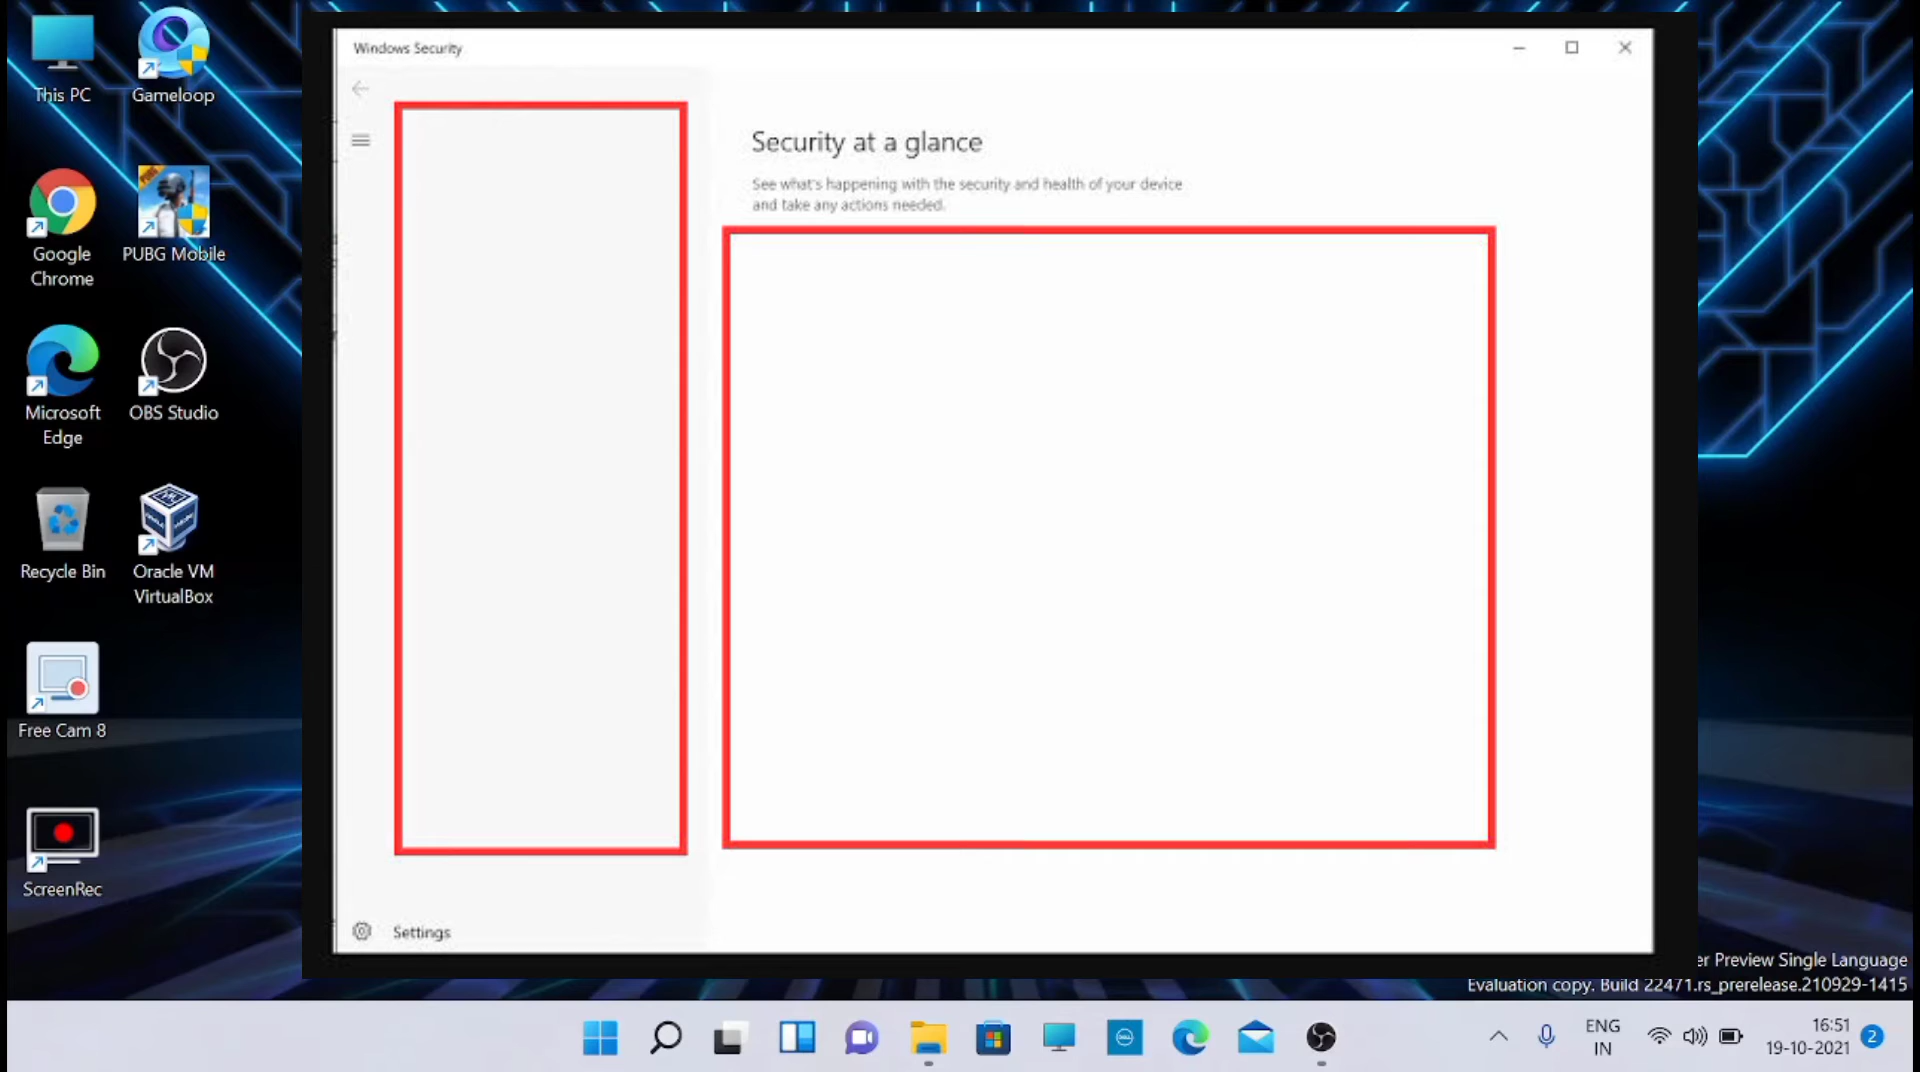 This PC
Gameloop
Google
Chrome
PUBG Mobile
Microsoft
Edge
OBS Studio
Recycle Bin
Oracle VM
VirtualBox
Free Cam 8
ScreenRec
Windows Security
Security at a glance
See what's happening with the security and health of your device
and take any actions needed.
Settings
er Preview Single Language
Evaluation copy. Build 22471.rs_prerelease.210929-1415
ENG
IN
16:51
19-10-2021
2